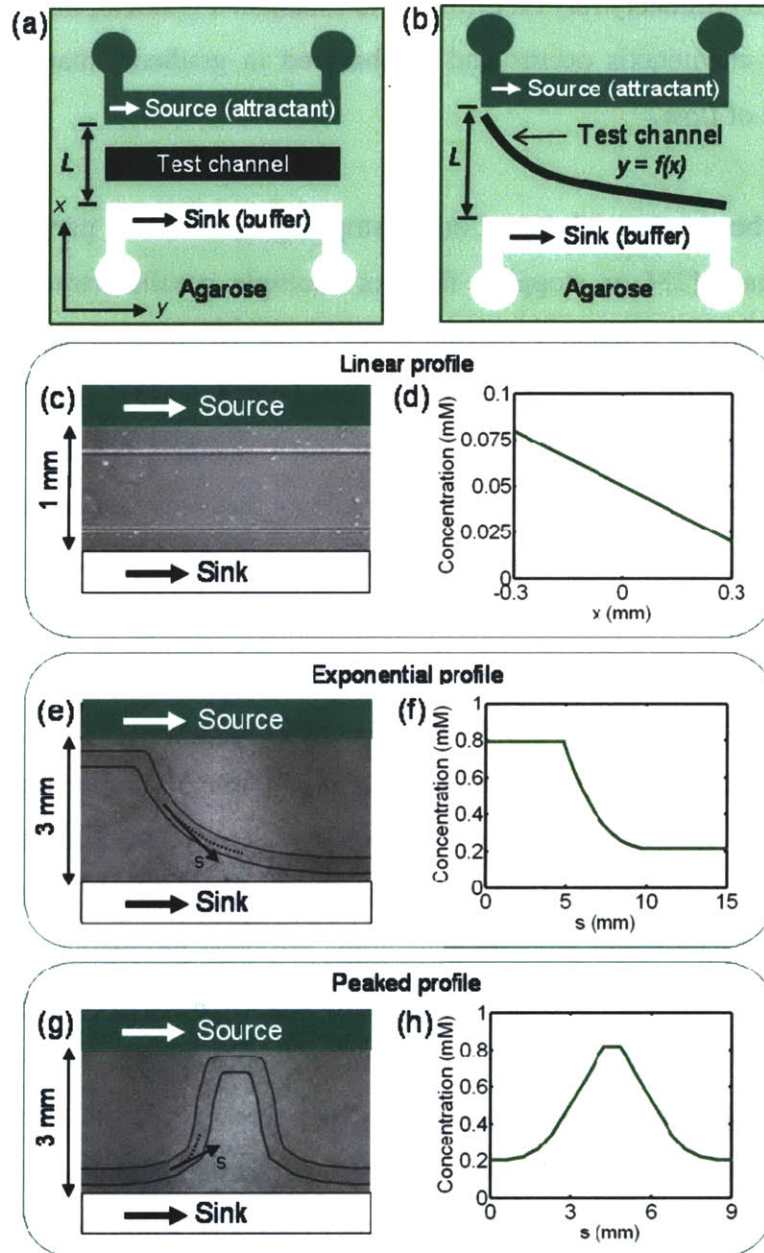 (a)
Source (attractant)
L
Test channel
x
Sink (buffer)
Agarose
y
(b)
Source (attractant)
L
Test channel
y = f(x)
Sink (buffer)
Agarose
Linear profile
(c)
Source
1 mm
Sink
(d)
Concentration (mM)
0.1
0.075
0.05
0.025
0
-0.3
0
0.3
x (mm)
Exponential profile
(e)
Source
3 mm
s
Sink
(f)
Concentration (mM)
1
0.8
0.6
0.4
0.2
0
0
5
10
15
s (mm)
Peaked profile
(g)
Source
3 mm
s
Sink
(h)
Concentration (mM)
1
0.8
0.6
0.4
0.2
0
0
3
6
9
s (mm)